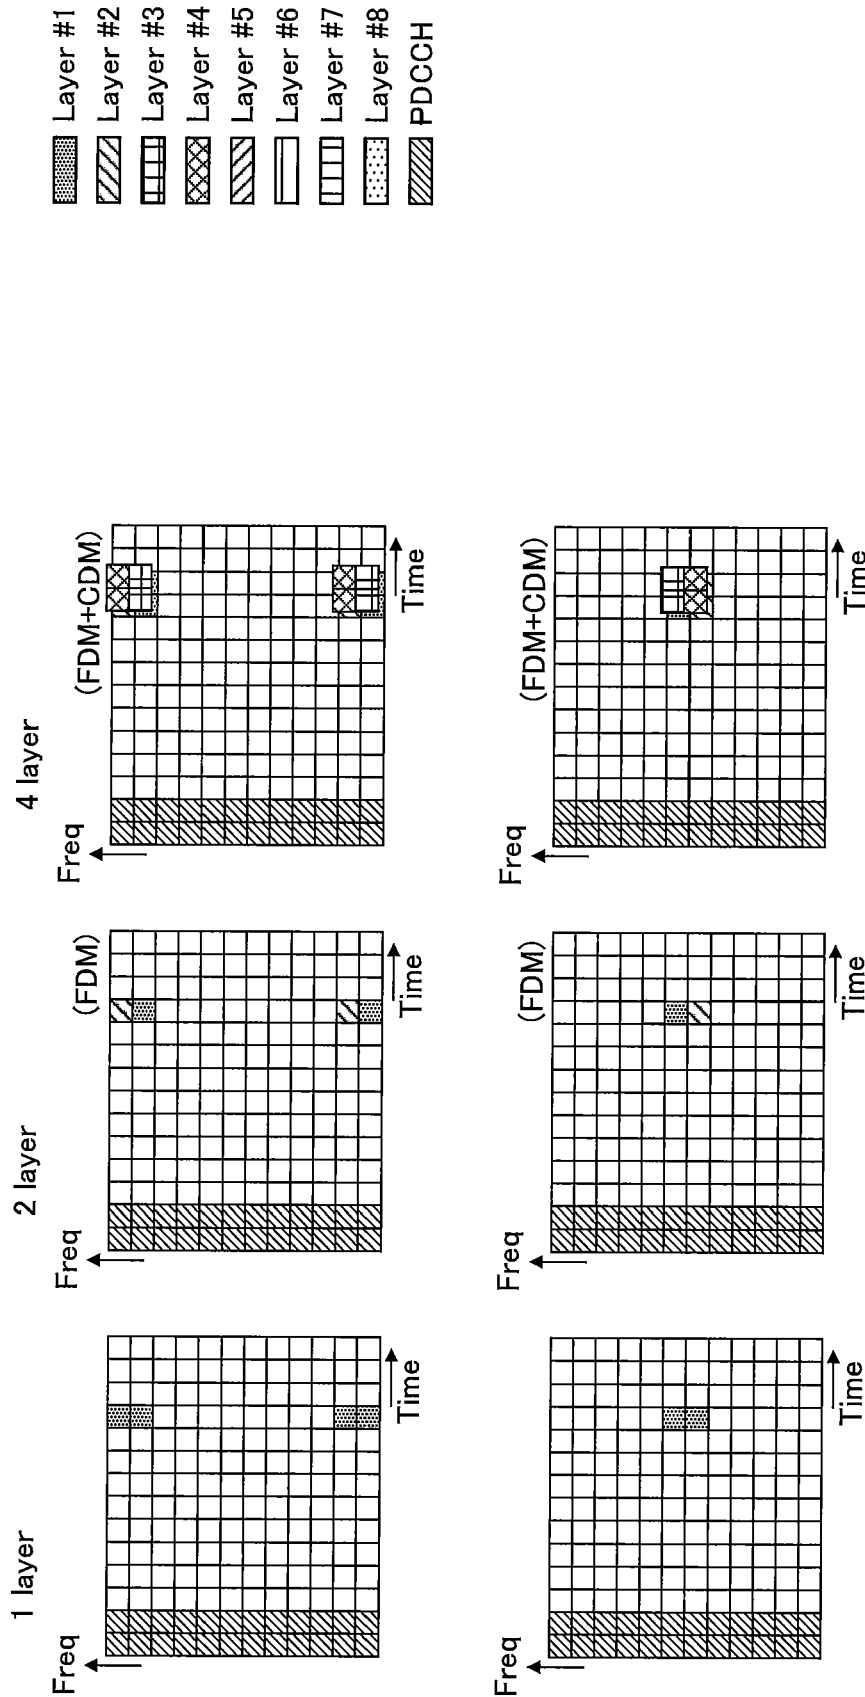 1 layer
Freq
Time
Freq
Time
2 layer
Freq
(FDM)
Time
Freq
(FDM)
Time
4 layer
Freq
(FDM+CDM)
Time
Freq
(FDM+CDM)
Time
Layer #1
Layer #2
Layer #3
Layer #4
Layer #5
Layer #6
Layer #7
Layer #8
PDCCH